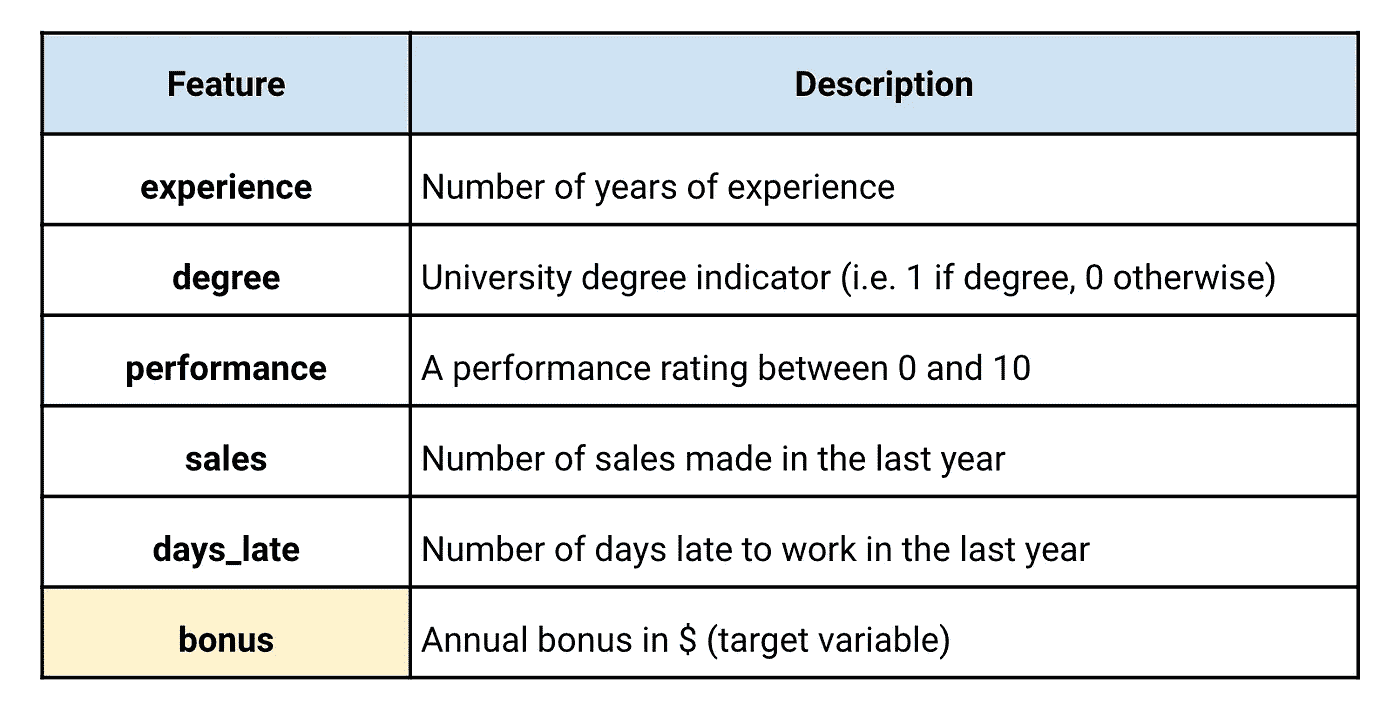 Feature Description
experience Number of years of experience
degree University degree indicator (i.e. 1 if degree, 0 otherwise)
performance A performance rating between 0 and 10
sales Number of sales made in the last year
days_late Number of days late to work in the last year
bonus Annual bonus in $ (target variable)